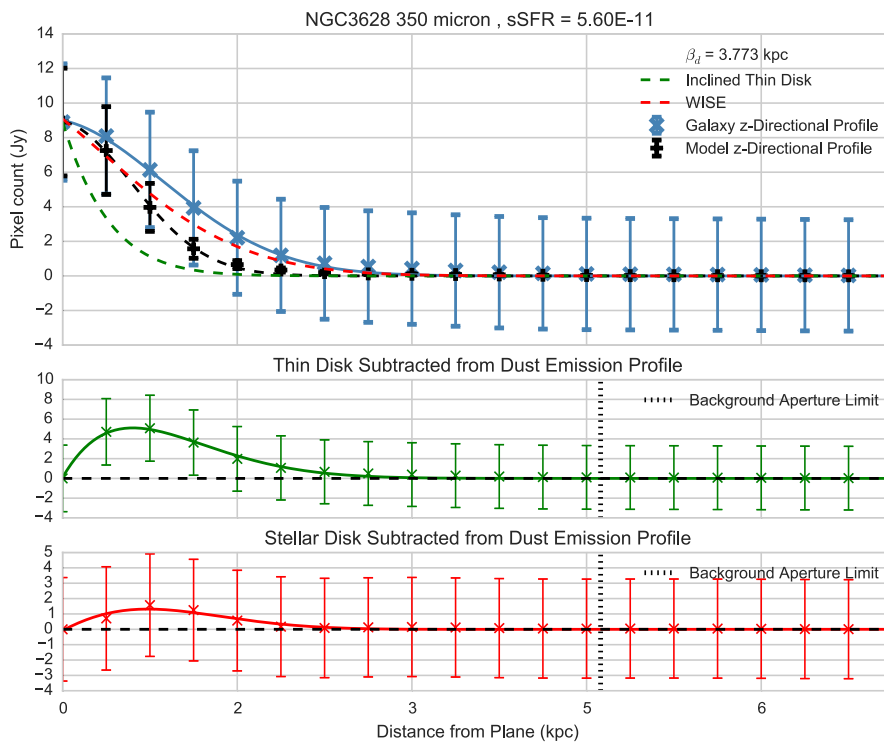 NGC3628 350 micron , sSFR = 5.60E-11
14
12
10
8
6
4
2
0
−2
−4
Pixel count (Jy)
β_d = 3.773 kpc
Inclined Thin Disk
WISE
Galaxy z-Directional Profile
Model z-Directional Profile
Thin Disk Subtracted from Dust Emission Profile
10
8
6
4
2
0
−2
−4
Background Aperture Limit
Stellar Disk Subtracted from Dust Emission Profile
5
4
3
2
1
0
−1
−2
−3
−4
Background Aperture Limit
0 2 3 5 6
Distance from Plane (kpc)